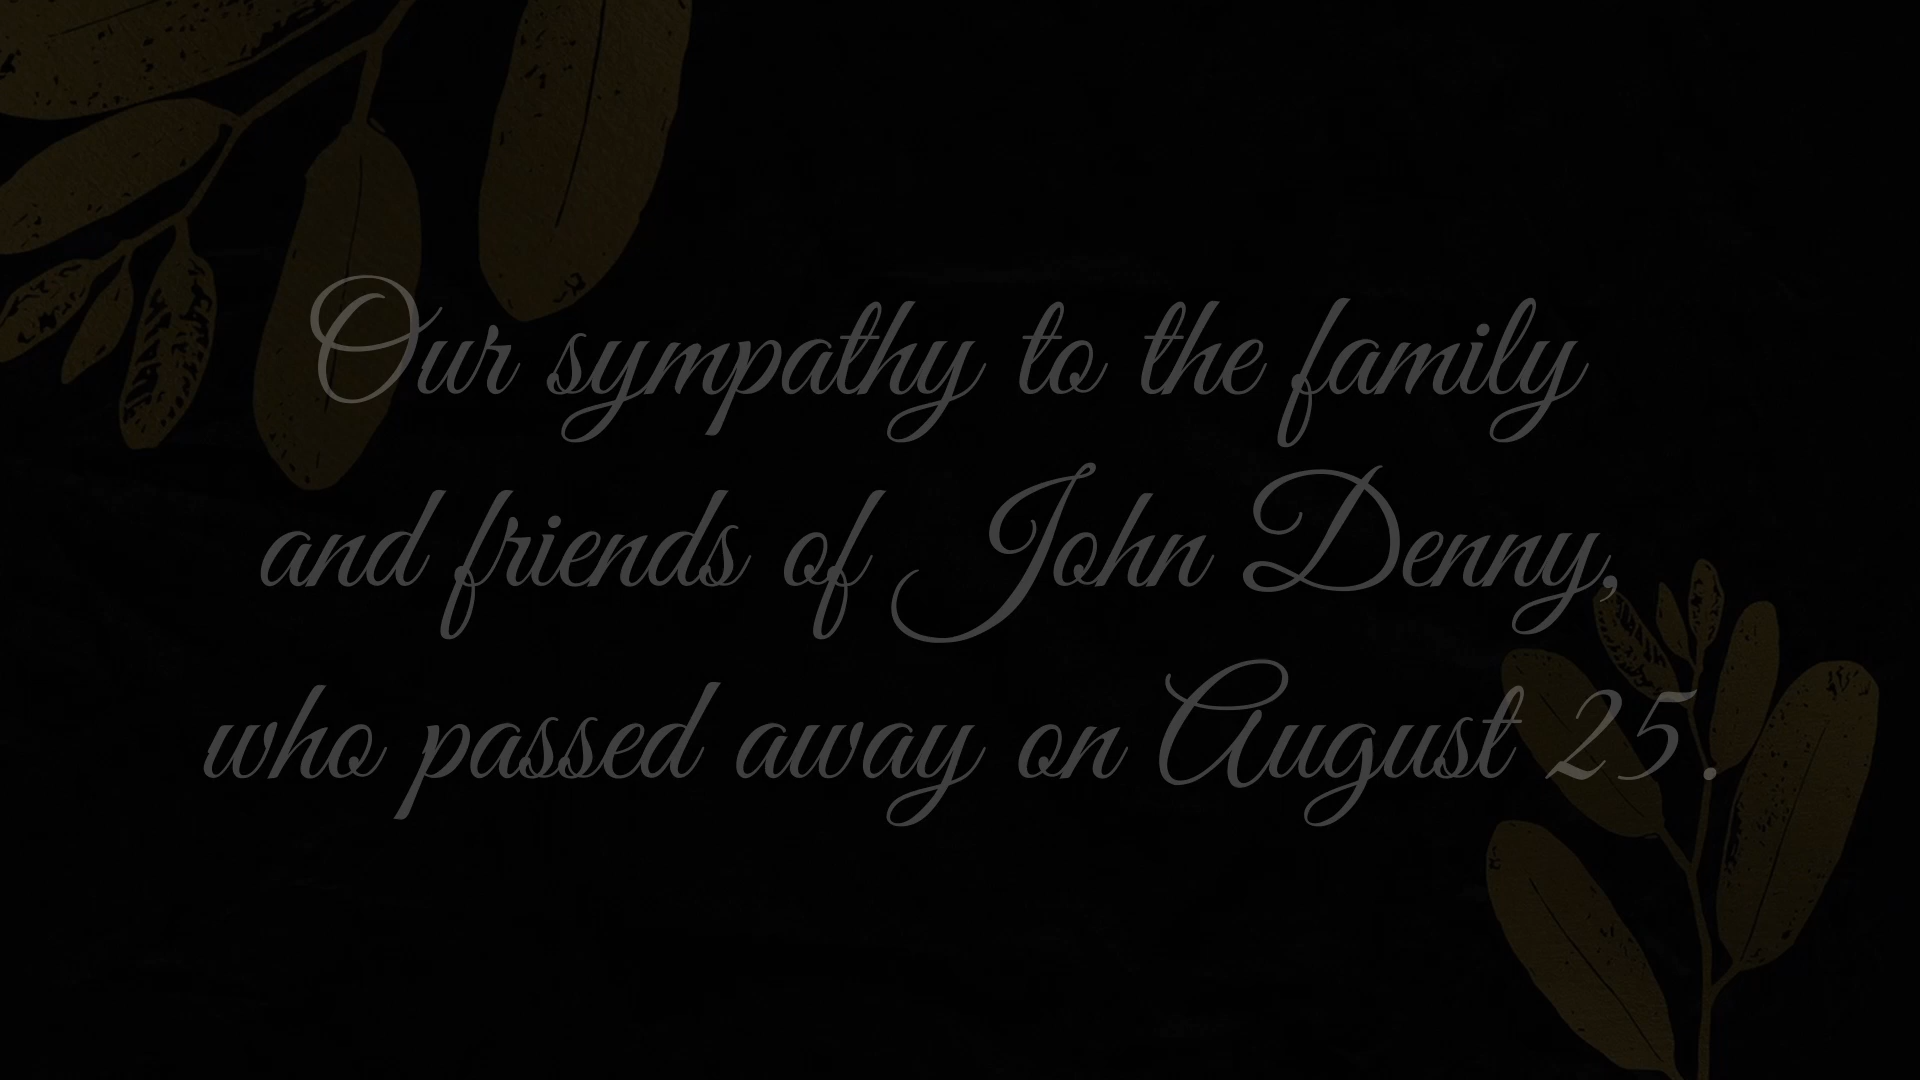 Our sympathy to the family
and friends of John Denny,
who passed away on August 25.